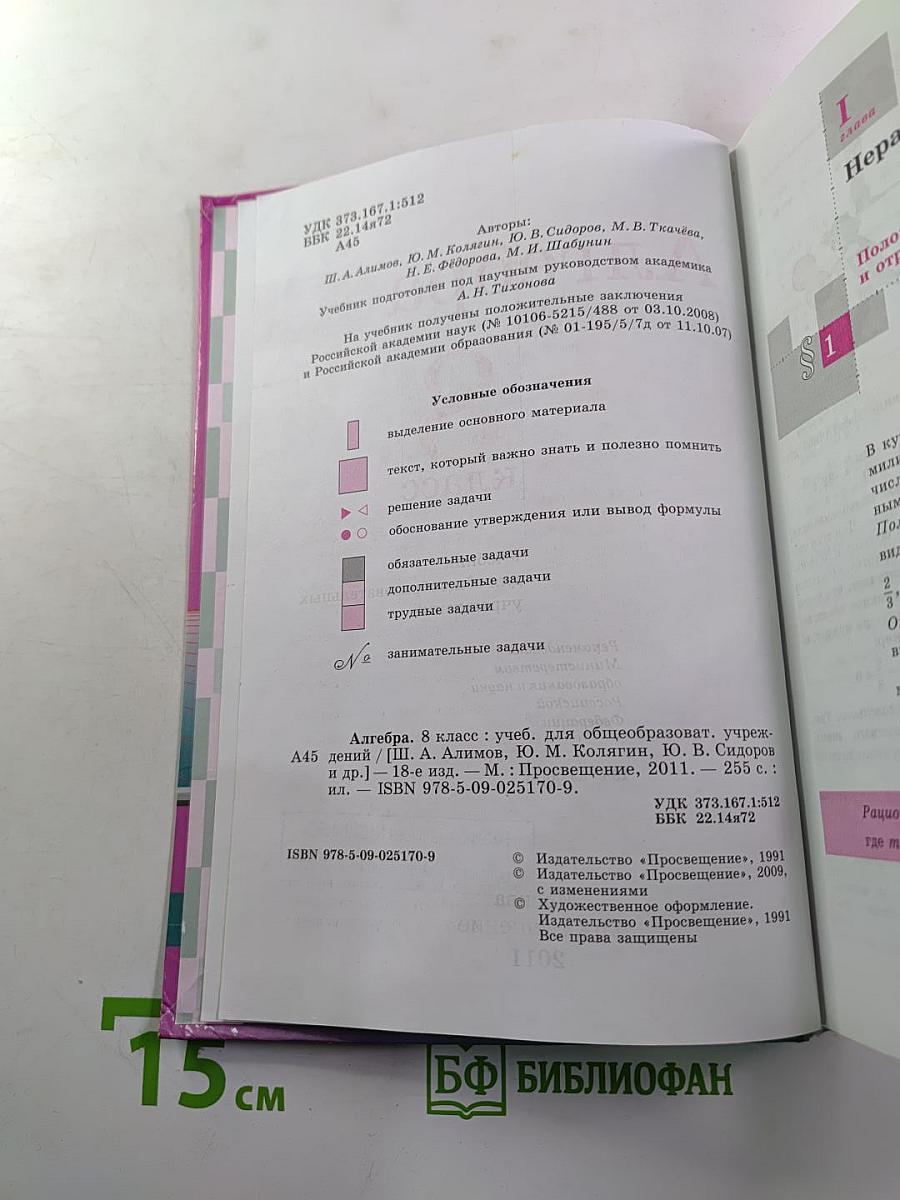 УДК 373.167.1:512
ББК 22.14я72
А45
Авторы:
Ш. А. Алимов, Ю. М. Колягин, Ю. В. Сидоров, М. В. Ткачёва,
Н. Е. Фёдорова, М. И. Шабунин
Учебник подготовлен под научным руководством академика
А. Н. Тихонова
На учебник получены положительные заключения
Российской академии наук (№ 10106-5215/488 от 03.10.2008)
и Российской академии образования (№ 01-195/5/7д от 11.10.07)
Условные обозначения
выделение основного материала
текст, который важно знать и полезно помнить
решение задачи
обоснование утверждения или вывод формулы
обязательные задачи
дополнительные задачи
трудные задачи
№ занимательные задачи
Алгебра. 8 класс : учеб. для общеобразоват. учреж-
А45 дений / [Ш. А. Алимов, Ю. М. Колягин, Ю. В. Сидоров
и др.] — 18-е изд. — М. : Просвещение, 2011. — 255 с. :
ил. — ISBN 978-5-09-025170-9.
УДК 373.167.1:512
ББК 22.14я72
ISBN 978-5-09-025170-9
© Издательство «Просвещение», 1991
© Издательство «Просвещение», 2009,
с изменениями
© Художественное оформление.
Издательство «Просвещение», 1991
Все права защищены
I
глава
§ 1
В
2/3,
где
15 см
БФ БИБЛИОФАН